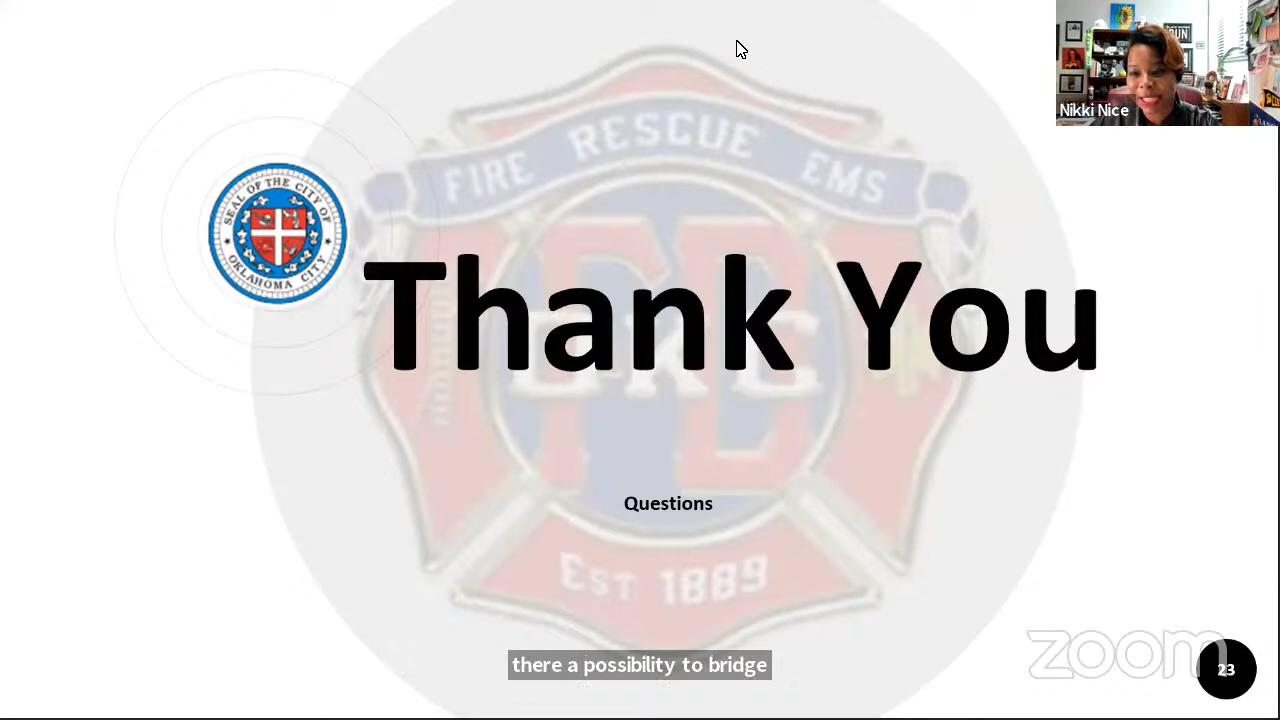 Nikki Nice
FIRE RESCUE EMS
SEAL OF THE CITY OF
OKLAHOMA CITY
Thank You
OKC
Questions
EST 1889
there a possibility to bridge
zoom
23